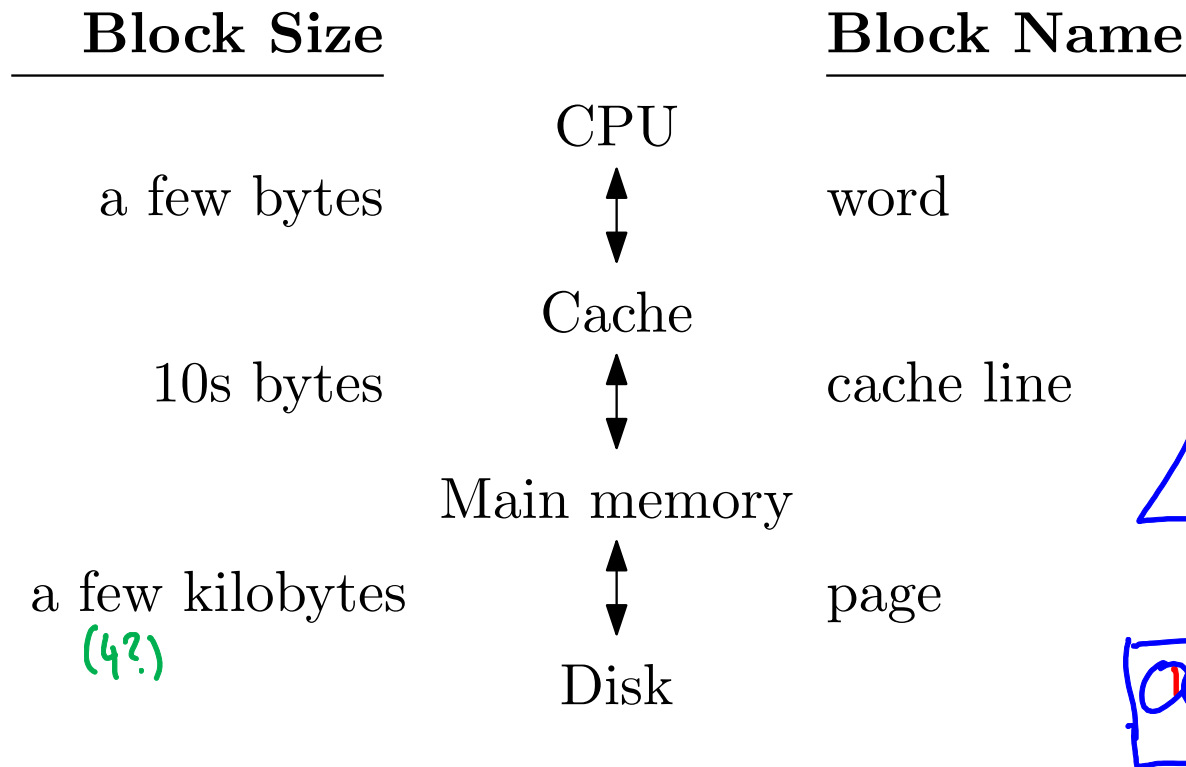 Block Size Block Name
CPU
a few bytes word
Cache
10s bytes cache line
Main memory
a few kilobytes page
(4?)
Disk